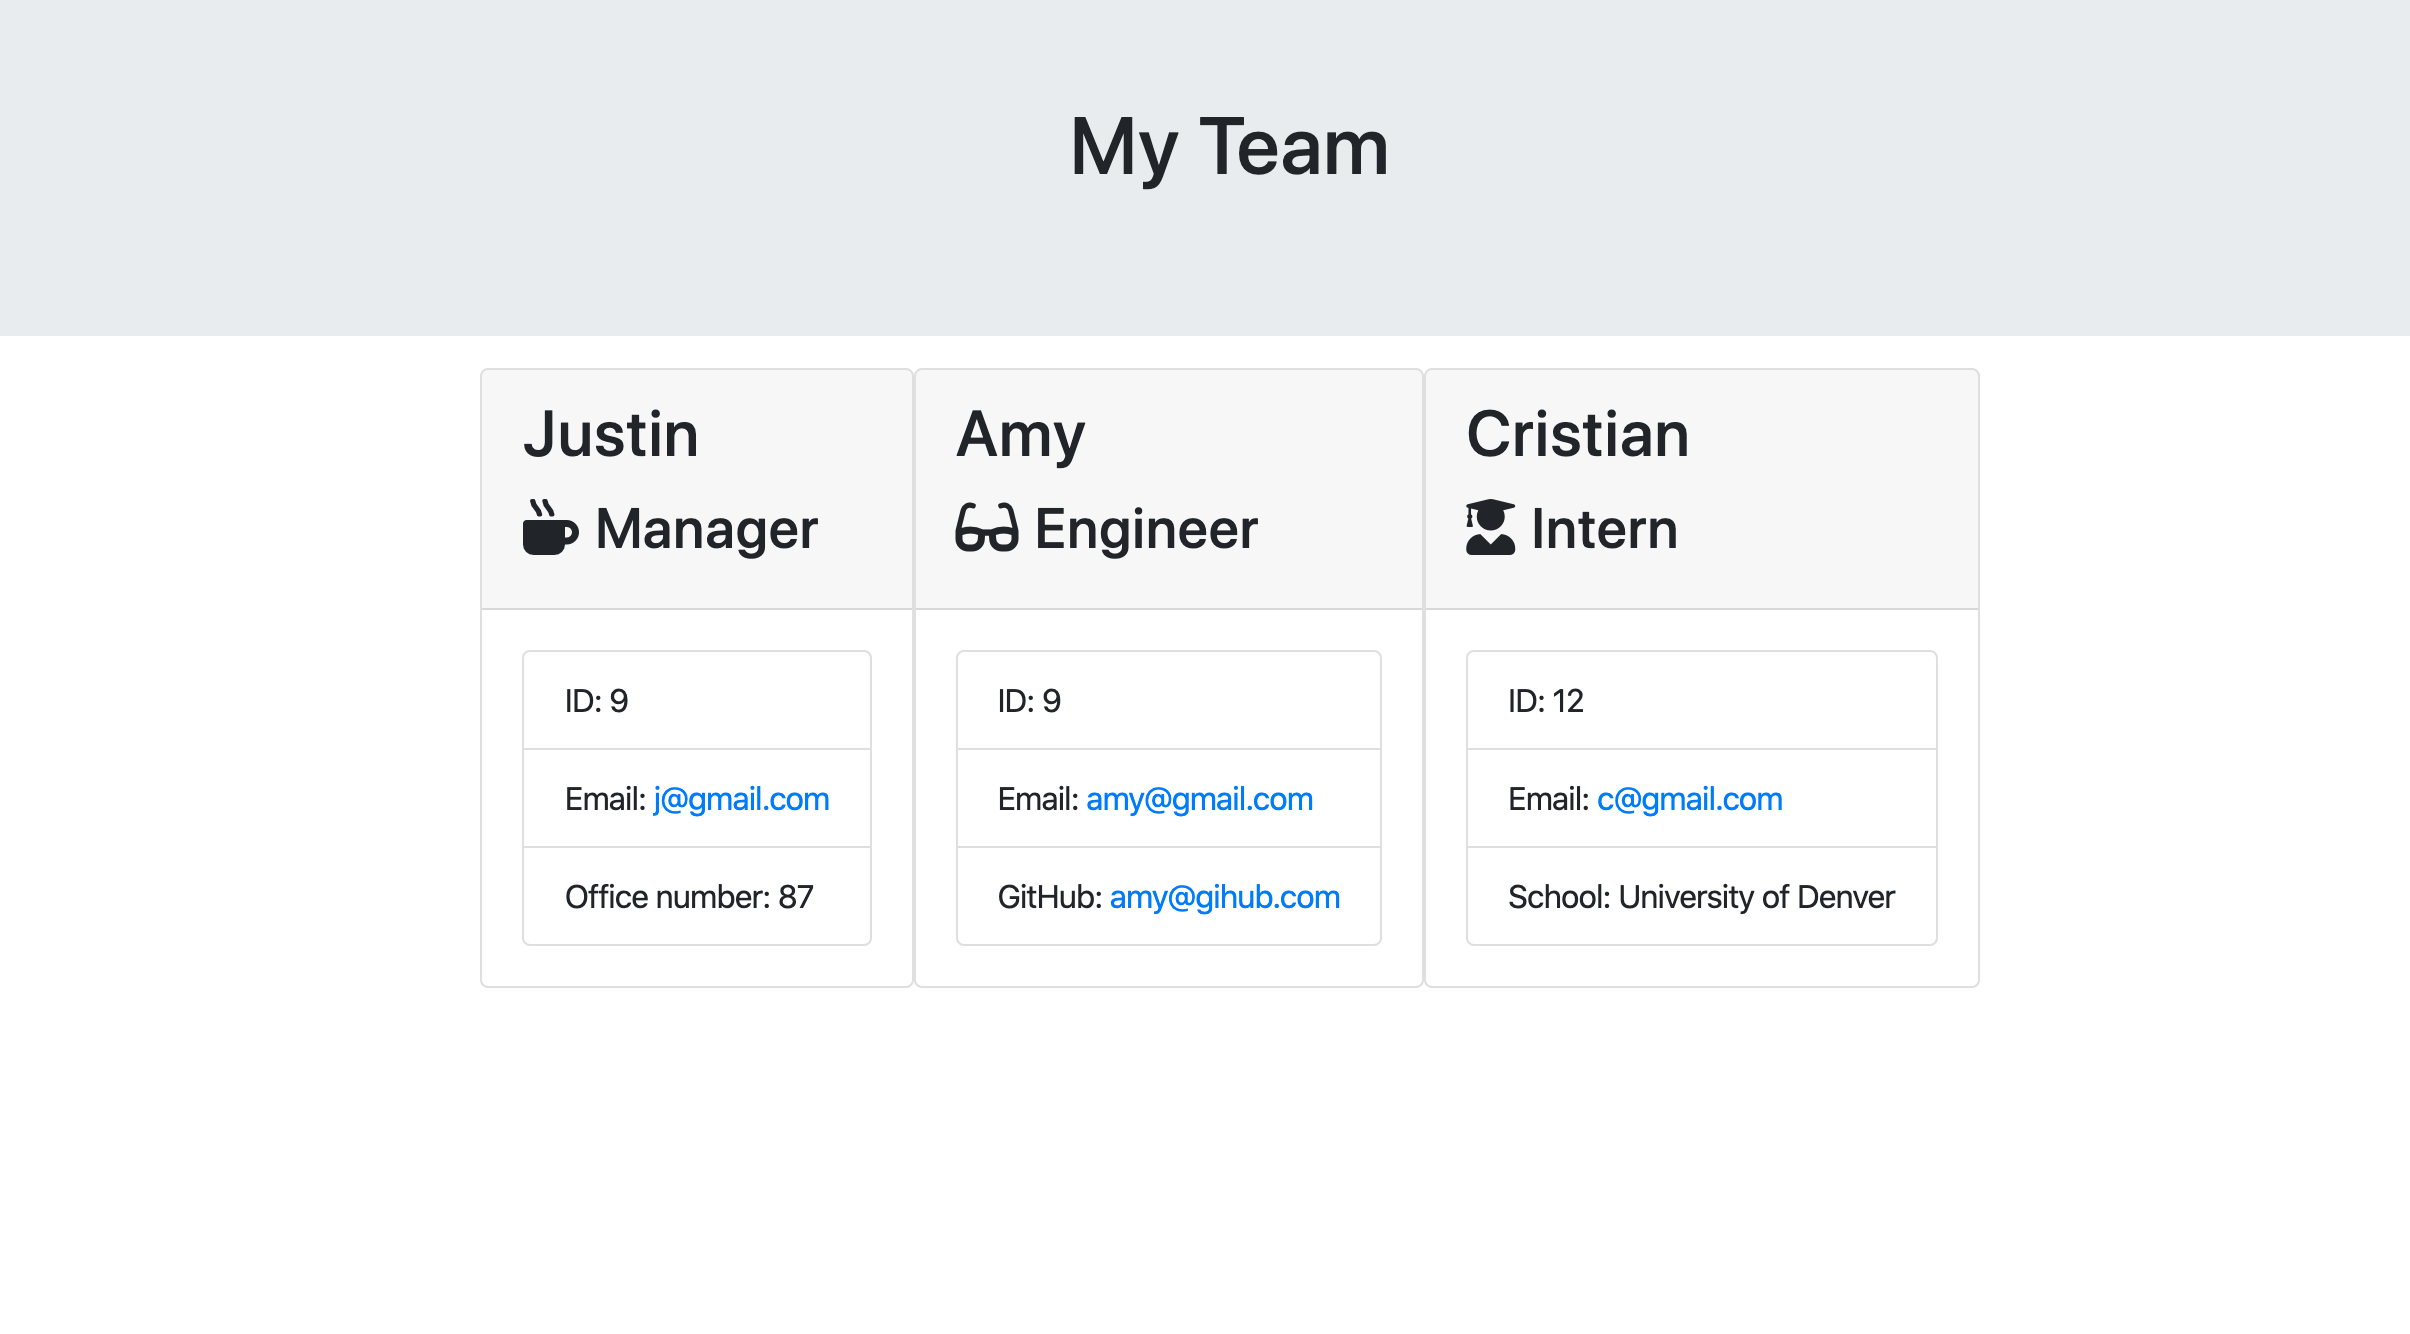 My Team
Justin
Manager
ID: 9
Email: j@gmail.com
Office number: 87
Amy
Engineer
ID: 9
Email: amy@gmail.com
GitHub: amy@gihub.com
Cristian
Intern
ID: 12
Email: c@gmail.com
School: University of Denver